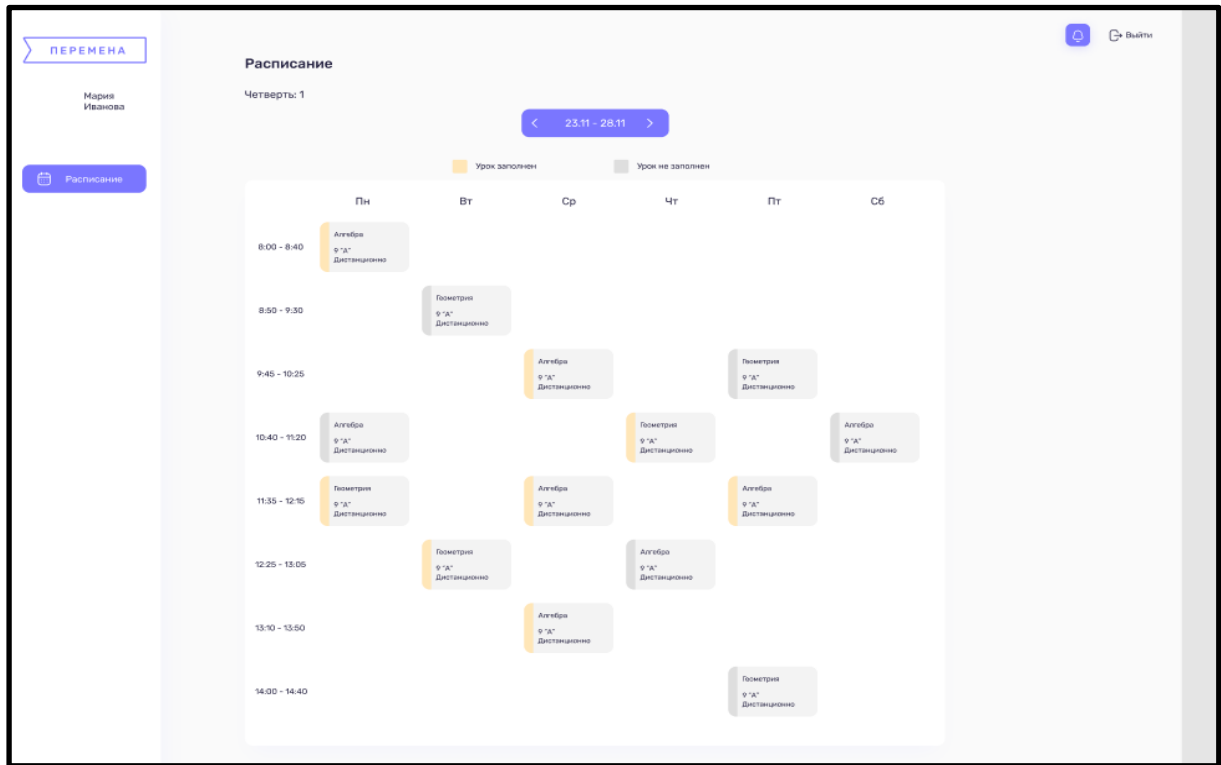 ПЕРЕМЕНА
Выйти
Мария
Иванова
Расписание
Расписание
Четверть: 1
23.11 - 28.11
Урок заполнен
Урок не заполнен
Пн Вт Ср Чт Пт Сб
8:00 - 8:40
Алгебра
9 "А"
Дистанционно
8:50 - 9:30
Геометрия
9 "А"
Дистанционно
9:45 - 10:25
Алгебра
9 "А"
Дистанционно
Геометрия
9 "А"
Дистанционно
10:40 - 11:20
Алгебра
9 "А"
Дистанционно
Геометрия
9 "А"
Дистанционно
Алгебра
9 "А"
Дистанционно
11:35 - 12:15
Геометрия
9 "А"
Дистанционно
Алгебра
9 "А"
Дистанционно
Алгебра
9 "А"
Дистанционно
12:25 - 13:05
Геометрия
9 "А"
Дистанционно
Алгебра
9 "А"
Дистанционно
13:10 - 13:50
Алгебра
9 "А"
Дистанционно
14:00 - 14:40
Геометрия
9 "А"
Дистанционно